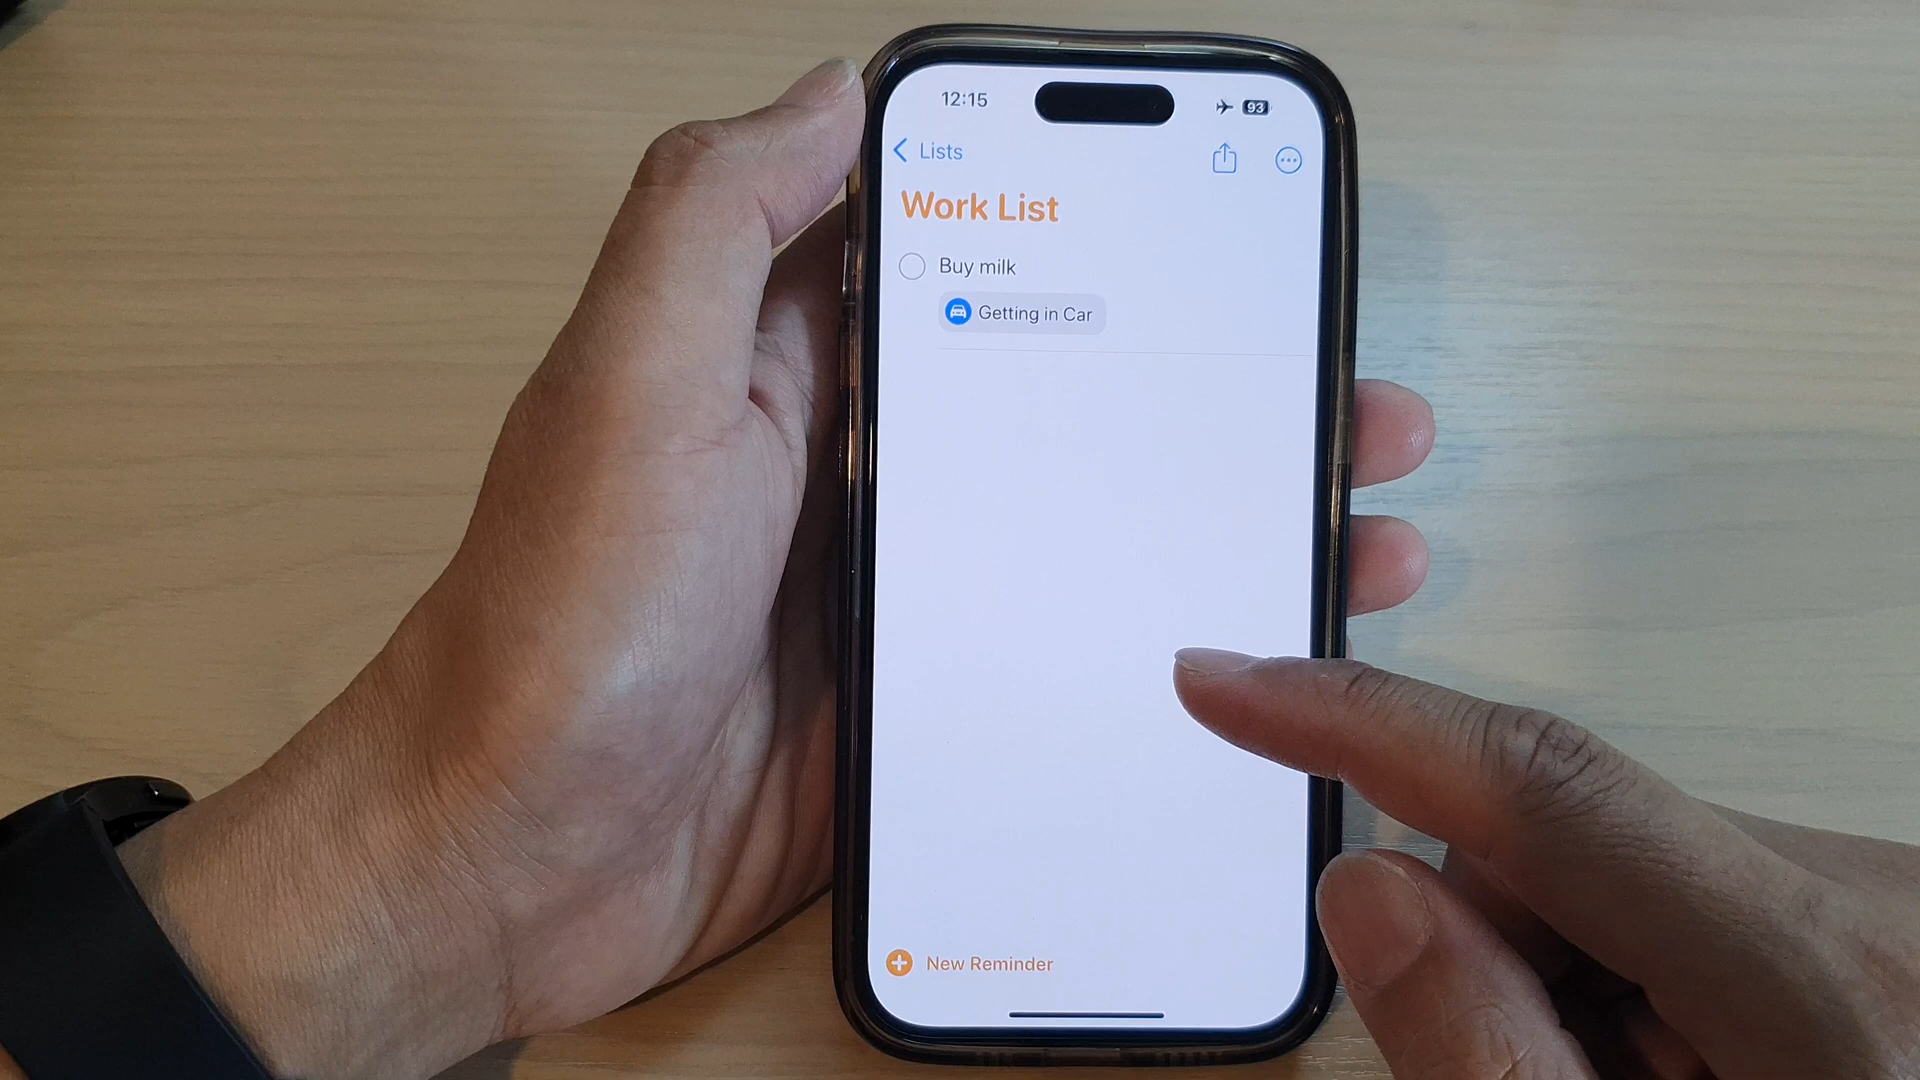 12:15
93
Lists
Work List
Buy milk
Getting in Car
New Reminder